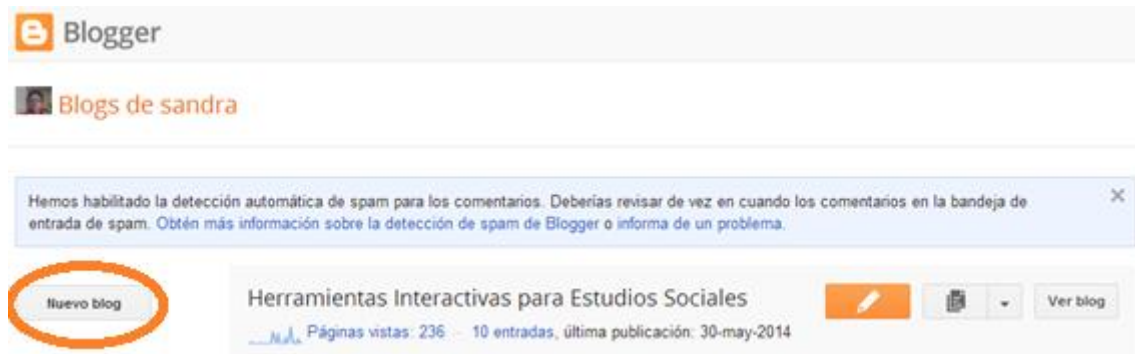 Blogger
Blogs de sandra
Hemos habilitado la detección automática de spam para los comentarios. Deberías revisar de vez en cuando los comentarios en la bandeja de
entrada de spam. Obtén más información sobre la detección de spam de Blogger o informa de un problema.
Nuevo blog
Herramientas Interactivas para Estudios Sociales
Ver blog
Páginas vistas: 236 - 10 entradas, última publicación: 30-may-2014